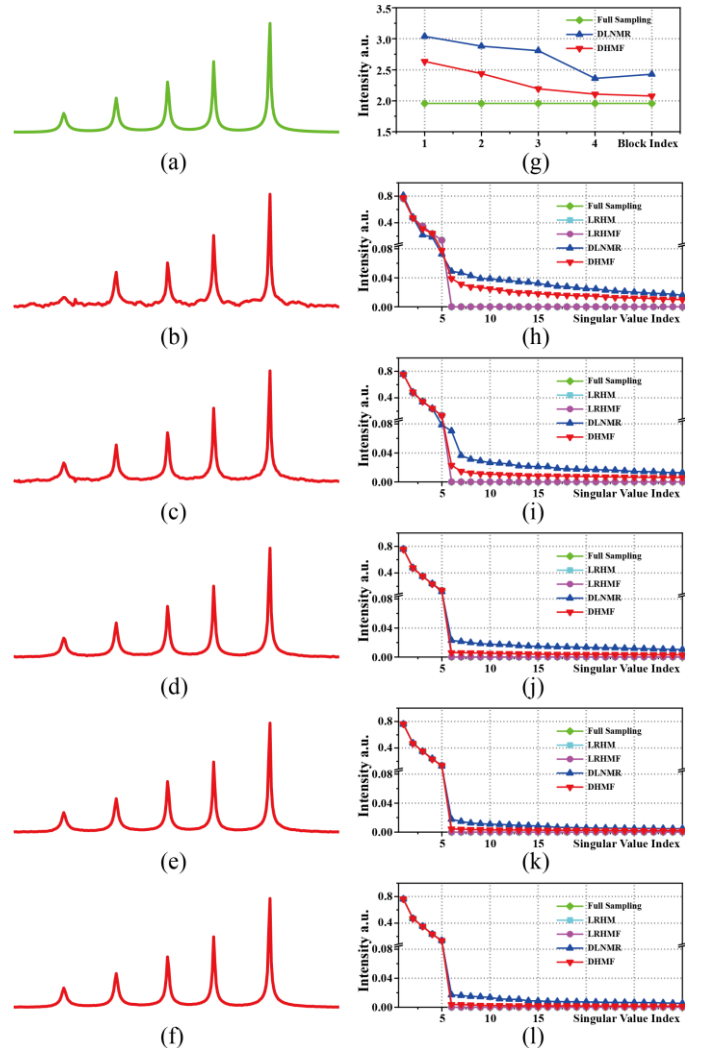 (a)
Full Sampling
DLNMR
DHMF
Intensity a.u.
3.5
3.0
2.5
2.0
1.5
1 2 3 4 Block Index
(g)
(b)
Full Sampling
LRHM
LRHMF
DLNMR
DHMF
Intensity a.u.
0.8
0.4
0.08
0.04
0.00
5 10 15 Singular Value Index
(h)
(c)
Full Sampling
LRHM
LRHMF
DLNMR
DHMF
Intensity a.u.
0.8
0.4
0.08
0.04
0.00
5 10 15 Singular Value Index
(i)
(d)
Full Sampling
LRHM
LRHMF
DLNMR
DHMF
Intensity a.u.
0.8
0.4
0.08
0.04
0.00
5 10 15 Singular Value Index
(j)
(e)
Full Sampling
LRHM
LRHMF
DLNMR
DHMF
Intensity a.u.
0.8
0.4
0.08
0.04
0.00
5 10 15 Singular Value Index
(k)
(f)
Full Sampling
LRHM
LRHMF
DLNMR
DHMF
Intensity a.u.
0.8
0.4
0.08
0.04
0.00
5 10 15 Singular Value Index
(l)